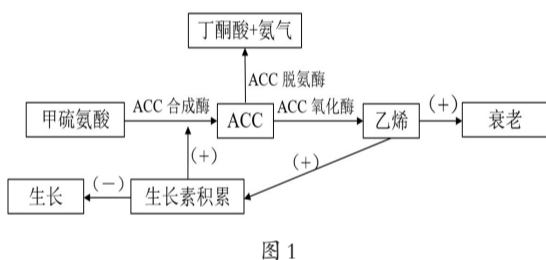 丁酮酸+氨气
ACC 脱氨酶
甲硫氨酸
ACC 合成酶
ACC
ACC 氧化酶
乙烯
(+)
衰老
(+)
(+)
生长
(−)
生长素积累
图 1